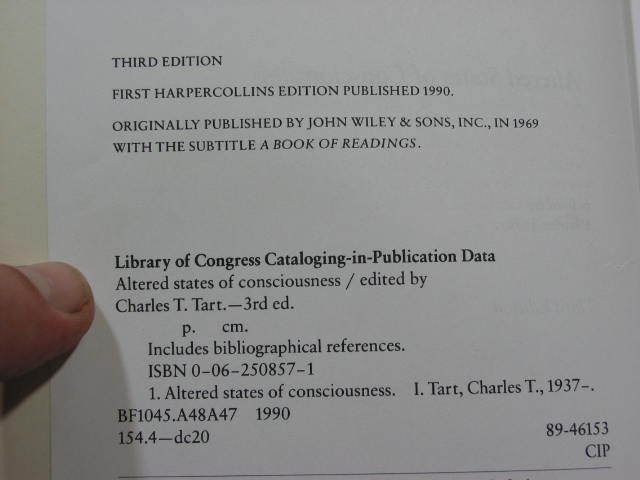 THIRD EDITION
FIRST HARPERCOLLINS EDITION PUBLISHED 1990.
ORIGINALLY PUBLISHED BY JOHN WILEY & SONS, INC., IN 1969
WITH THE SUBTITLE A BOOK OF READINGS.
Library of Congress Cataloging-in-Publication Data
Altered states of consciousness / edited by
Charles T. Tart.—3rd ed.
p. cm.
Includes bibliographical references.
ISBN 0-06-250857-1
1. Altered states of consciousness. I. Tart, Charles T., 1937-.
BF1045.A48A47 1990
154.4—dc20
89-46153
CIP